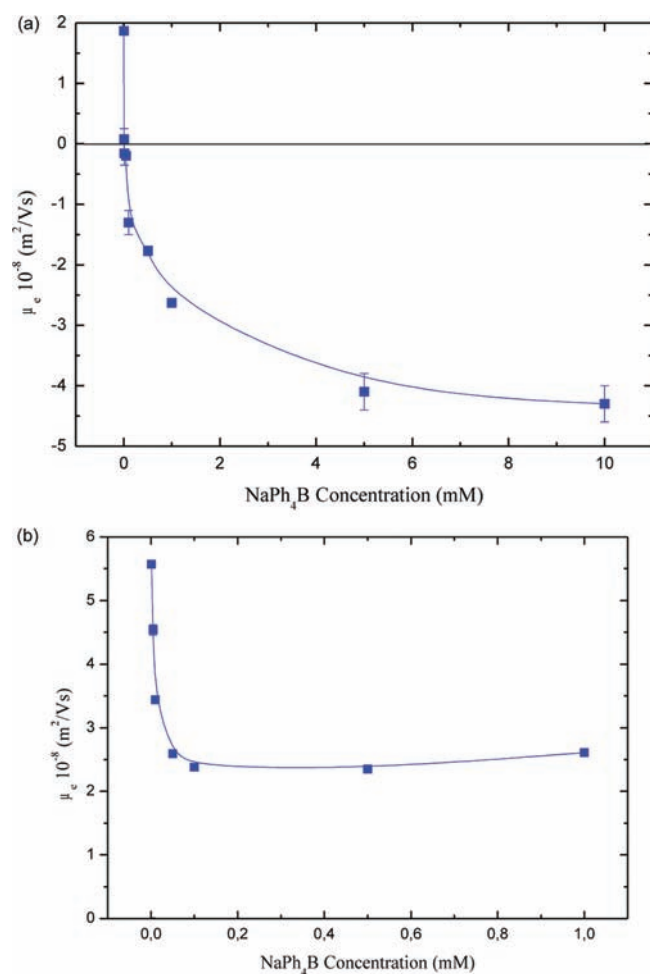 (a)
2
1
0
-1
-2
-3
-4
-5
μ e 10⁻⁸ (m²/Vs)
0 2 4 6 8 10
NaPh₄B Concentration (mM)
(b)
6
5
4
3
2
1
0
μ e 10⁻⁸ (m²/Vs)
0,0 0,2 0,4 0,6 0,8 1,0
NaPh₄B Concentration (mM)